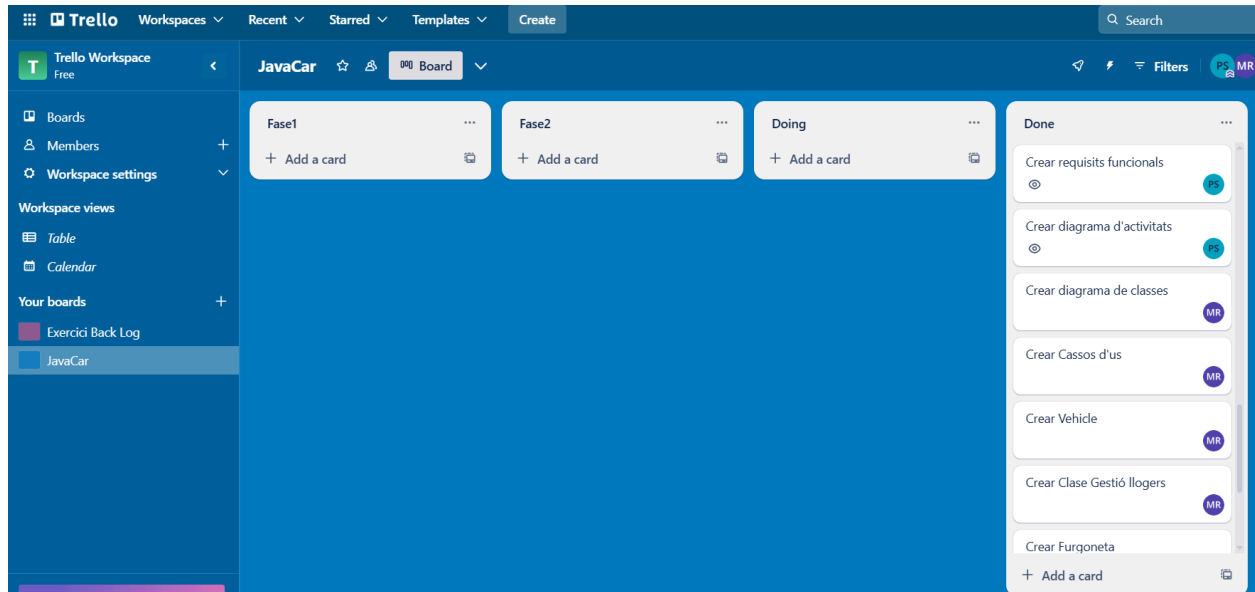 Trello Workspaces Recent Starred Templates Create Search
T Trello Workspace
Free
JavaCar Board Filters PS MR
Boards
Members
Workspace settings
Workspace views
Table
Calendar
Your boards
Exercici Back Log
JavaCar
Fase1
+ Add a card
Fase2
+ Add a card
Doing
+ Add a card
Done
Crear requisits funcionals
PS
Crear diagrama d'activitats
PS
Crear diagrama de classes
MR
Crear Cassos d'us
MR
Crear Vehicle
MR
Crear Clase Gestió llogers
MR
Crear Furgoneta
+ Add a card